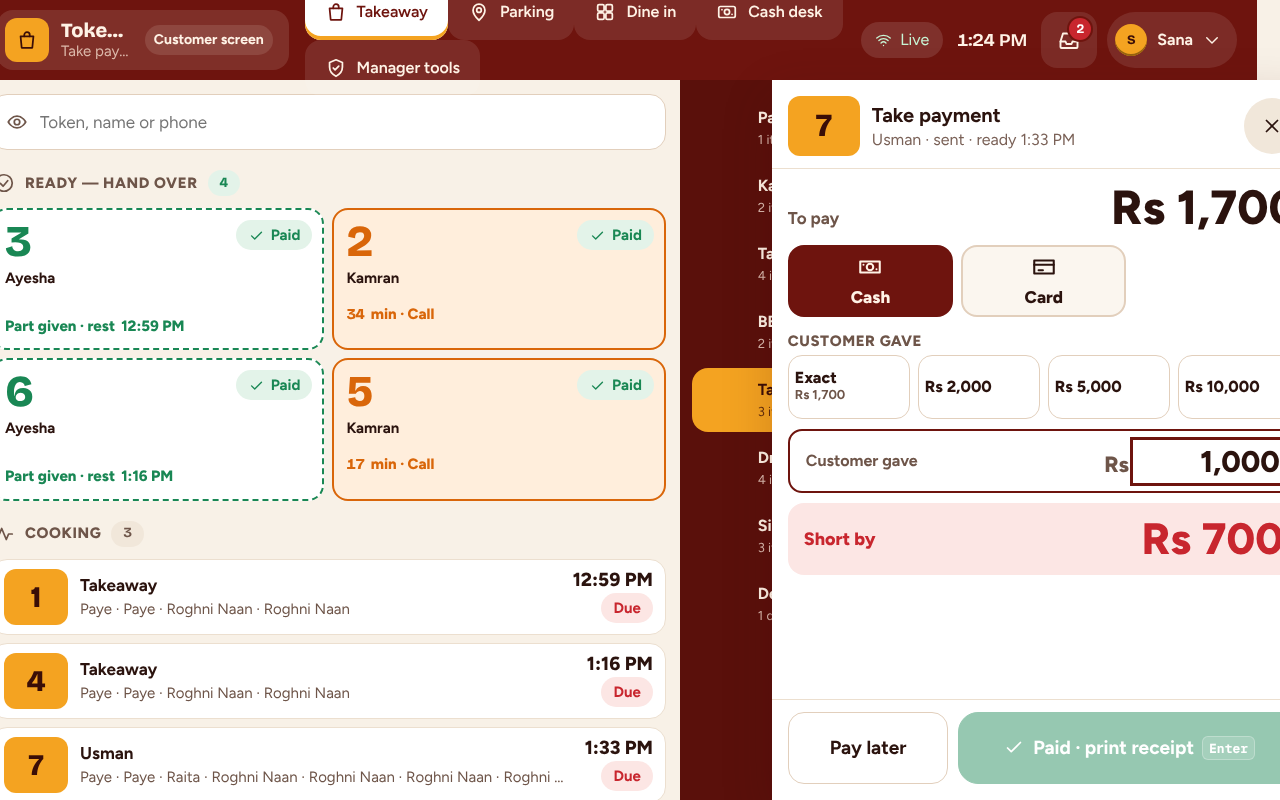 Toke...
Take pay...
Customer screen
Takeaway
Parking
Dine in
Cash desk
Manager tools
Live
1:24 PM
2
S
Sana
Token, name or phone
READY — HAND OVER 4
3
Paid
Ayesha
Part given · rest 12:59 PM
2
Paid
Kamran
34 min · Call
6
Paid
Ayesha
Part given · rest 1:16 PM
5
Paid
Kamran
17 min · Call
COOKING 3
1
Takeaway
Paye · Paye · Roghni Naan · Roghni Naan
12:59 PM
Due
4
Takeaway
Paye · Paye · Roghni Naan · Roghni Naan
1:16 PM
Due
7
Usman
Paye · Paye · Raita · Roghni Naan · Roghni Naan · Roghni Naan · Roghni ...
1:33 PM
Due
7
Take payment
Usman · sent · ready 1:33 PM
To pay
Rs 1,700
Cash
Card
CUSTOMER GAVE
Exact
Rs 1,700
Rs 2,000
Rs 5,000
Rs 10,000
Customer gave
Rs 1,000
Short by
Rs 700
Pay later
Paid · print receipt Enter